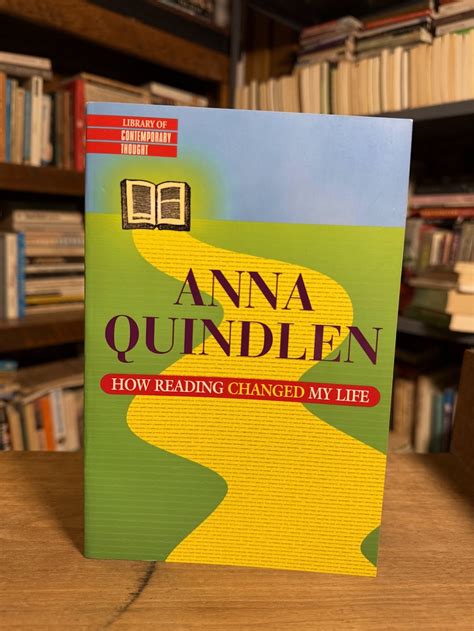 LIBRARY OF
CONTEMPORARY
THOUGHT
ANNA
QUINDLEN
HOW READING CHANGED MY LIFE